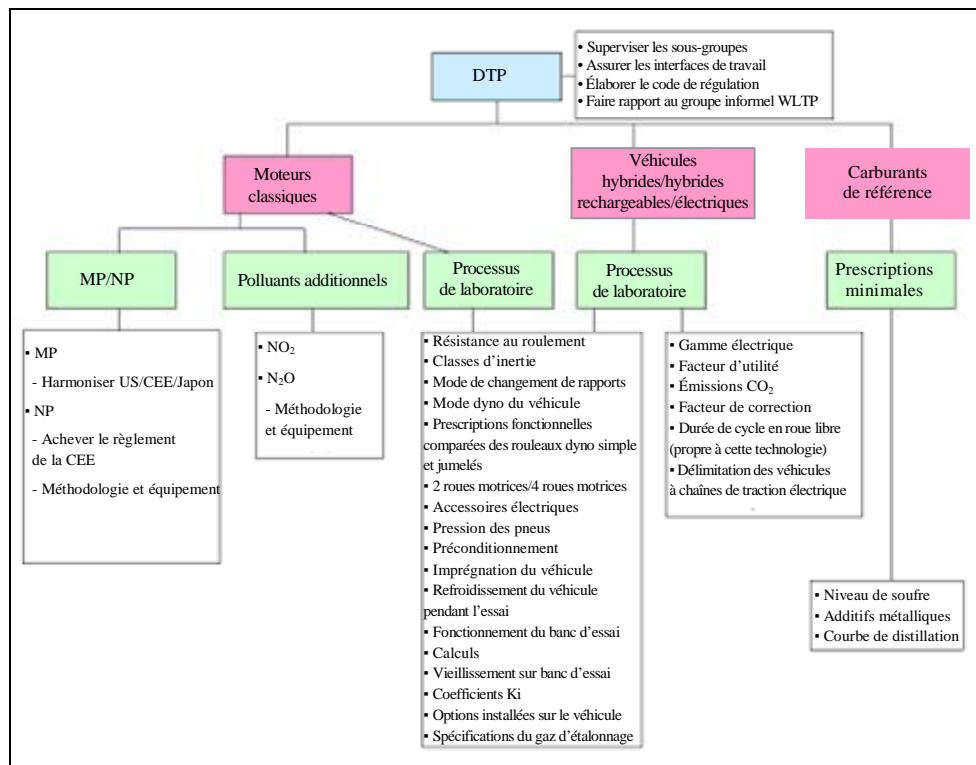 DTP
• Superviser les sous-groupes
• Assurer les interfaces de travail
• Élaborer le code de régulation
• Faire rapport au groupe informel WLTP
Moteurs
classiques
Véhicules
hybrides/hybrides
rechargeables/électriques
Carburants
de référence
MP/NP
Polluants additionnels
Processus
de laboratoire
Processus
de laboratoire
Prescriptions
minimales
▪ MP
- Harmoniser US/CEE/Japon
▪ NP
- Achever le règlement
de la CEE
- Méthodologie et équipement
▪ NO₂
▪ N₂O
- Méthodologie
et équipement
▪ Résistance au roulement
▪ Classes d’inertie
▪ Mode de changement de rapports
▪ Mode dyno du véhicule
▪ Prescriptions fonctionnelles
comparées des rouleaux dyno simple
et jumelés
▪ 2 roues motrices/4 roues motrices
▪ Accessoires électriques
▪ Pression des pneus
▪ Préconditionnement
▪ Imprégnation du véhicule
▪ Refroidissement du véhicule
pendant l’essai
▪ Fonctionnement du banc d’essai
▪ Calculs
▪ Vieillissement sur banc d’essai
▪ Coefficients Ki
▪ Options installées sur le véhicule
▪ Spécifications du gaz d’étalonnage
▪ Gamme électrique
▪ Facteur d’utilité
▪ Émissions CO₂
▪ Facteur de correction
▪ Durée de cycle en roue libre
(propre à cette technologie)
▪ Délimitation des véhicules
à chaînes de traction électrique
▪ Niveau de soufre
▪ Additifs métalliques
▪ Courbe de distillation